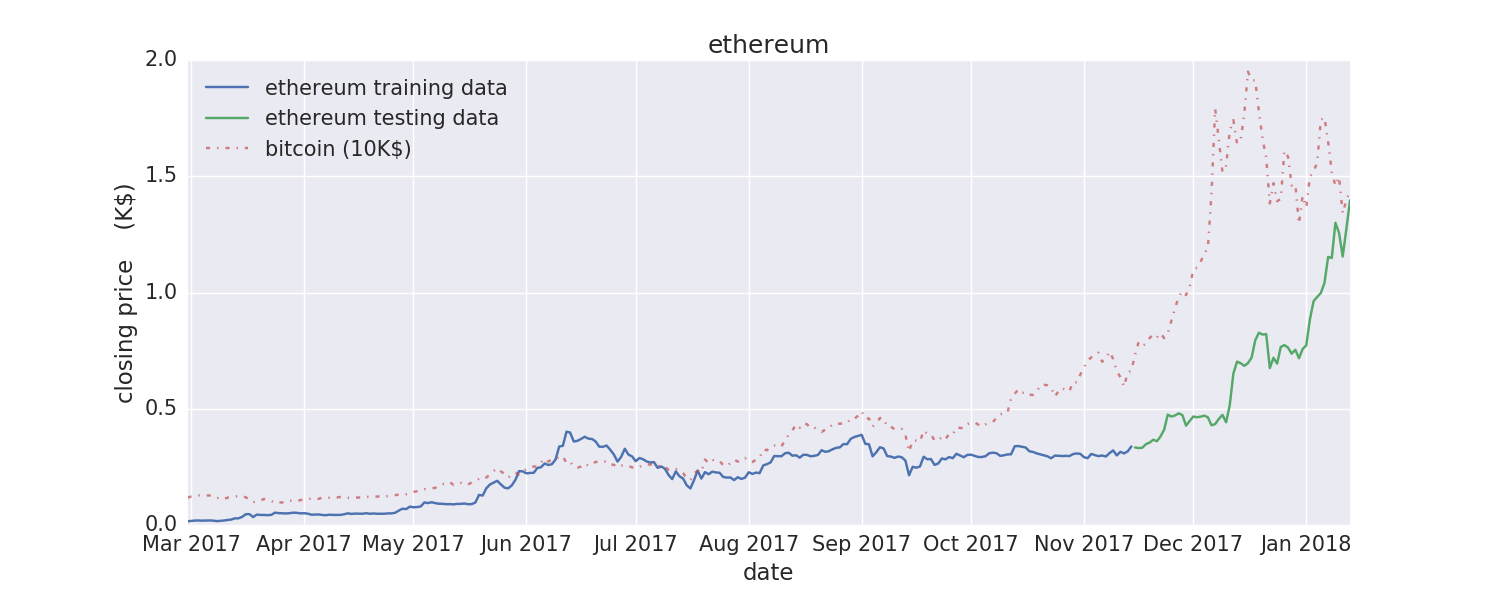 ethereum
2.0
1.5
1.0
0.5
0.0
closing price (K$)
ethereum training data
ethereum testing data
bitcoin (10K$)
Mar 2017 Apr 2017 May 2017 Jun 2017 Jul 2017 Aug 2017 Sep 2017 Oct 2017 Nov 2017 Dec 2017 Jan 2018
date